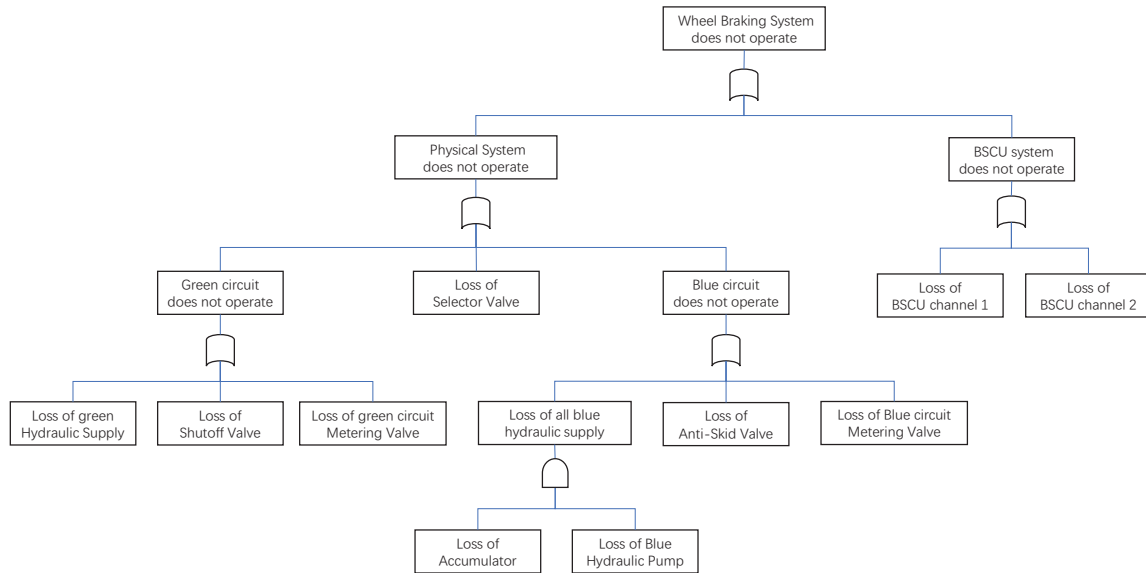 Wheel Braking System
does not operate
Physical System
does not operate
BSCU system
does not operate
Green circuit
does not operate
Loss of
Selector Valve
Blue circuit
does not operate
Loss of
BSCU channel 1
Loss of
BSCU channel 2
Loss of green
Hydraulic Supply
Loss of
Shutoff Valve
Loss of green circuit
Metering Valve
Loss of all blue
hydraulic supply
Loss of
Anti-Skid Valve
Loss of Blue circuit
Metering Valve
Loss of
Accumulator
Loss of Blue
Hydraulic Pump